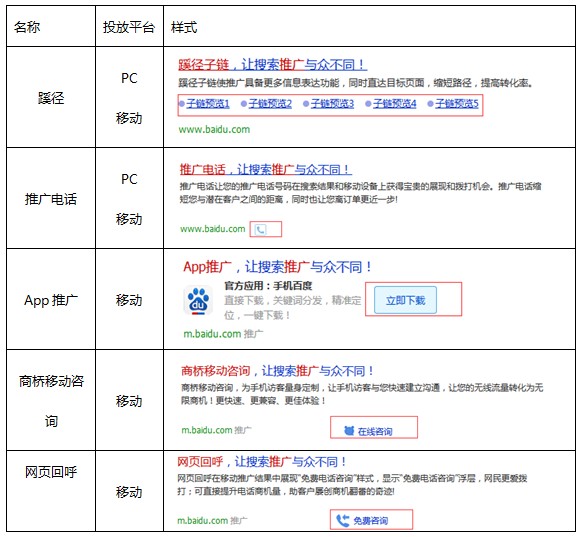 名称 投放平台 样式
蹊径
PC
移动
蹊径子链，让搜索推广与众不同！
蹊径子链使推广具备更多信息表达功能，同时直达目标页面，缩短路径，提高转化率。
子链预览1 子链预览2 子链预览3 子链预览4 子链预览5
www.baidu.com
推广电话
PC
移动
推广电话，让搜索推广与众不同！
推广电话让您的推广电话号码在搜索结果和移动设备上获得宝贵的展现和拨打机会。推广电话缩
短您与潜在客户之间的距离，同时也让您离订单更近一步!
www.baidu.com
App推广
移动
App推广，让搜索推广与众不同！
官方应用：手机百度
直接下载，关键词分发，精准定
位，一键下载！
du
立即下载
m.baidu.com 推广
商桥移动咨
询
移动
商桥移动咨询，让搜索推广与众不同！
商桥移动咨询，为手机访客量身定制，让手机访客与您快速建立沟通，让您的无线流量转化为无
限商机！更快速、更兼容、更佳体验！
m.baidu.com 推广 在线咨询
网页回呼
移动
网页回呼，让搜索推广与众不同！
网页回呼在移动推广结果中展现"免费电话咨询"样式，显示"免费电话咨询"浮层，网民更爱拨
打；可直接提升电话商机量，助客户屡创商机翻番的奇迹!
m.baidu.com 推广 免费咨询